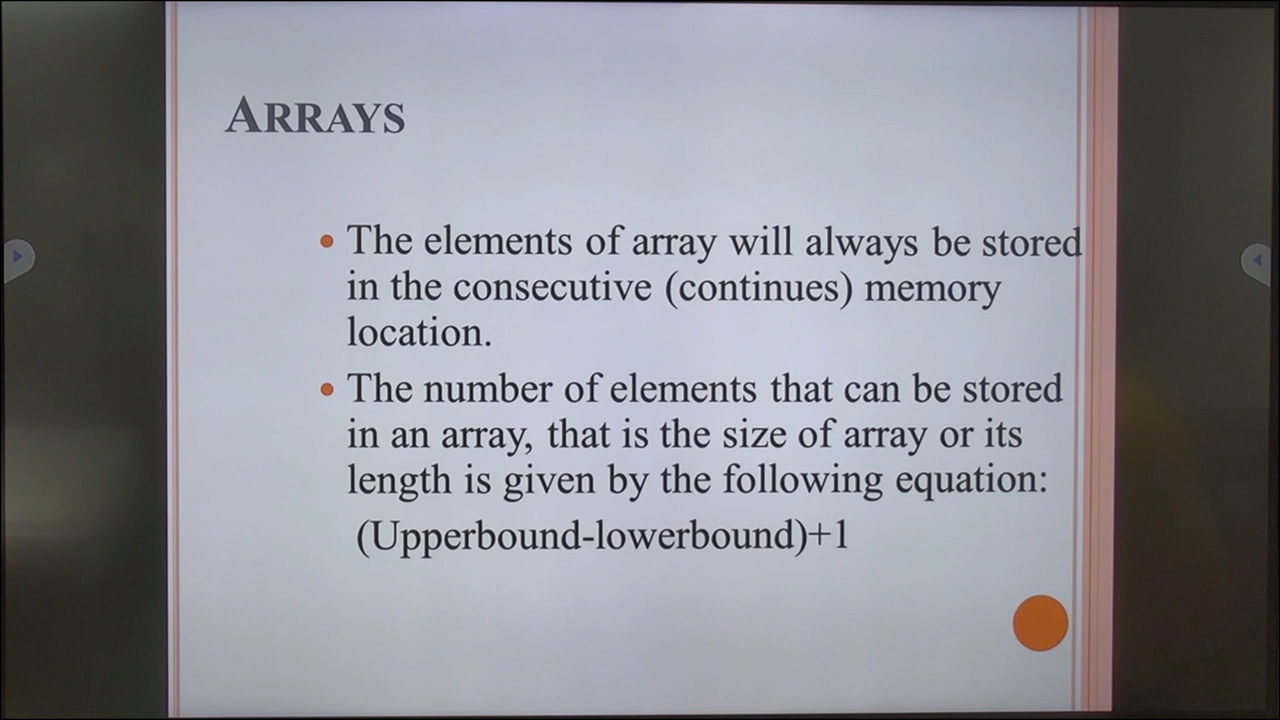 ARRAYS
• The elements of array will always be stored
in the consecutive (continues) memory
location.
• The number of elements that can be stored
in an array, that is the size of array or its
length is given by the following equation:
(Upperbound-lowerbound)+1